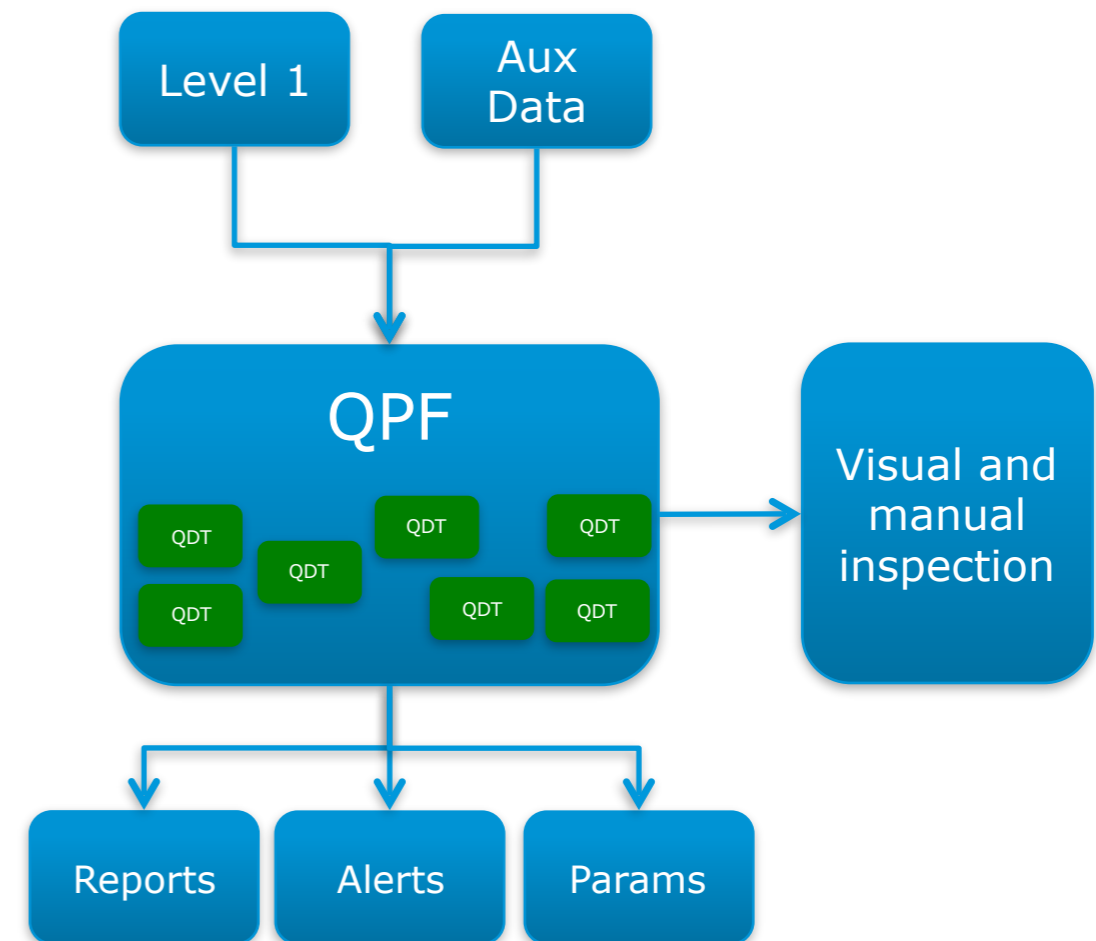 Level 1
Aux
Data
QPF
QDT
QDT
QDT
QDT
QDT
QDT
QDT
Visual and
manual
inspection
Reports
Alerts
Params